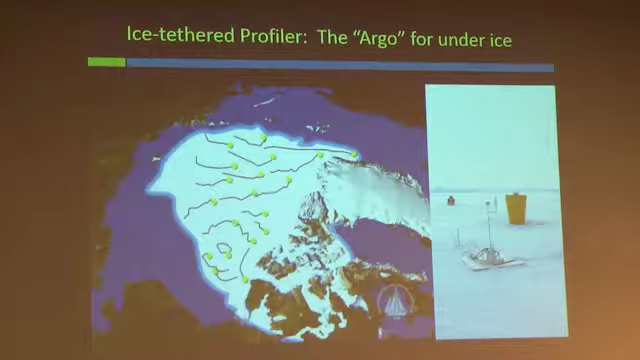 Ice-tethered Profiler: The “Argo” for under ice